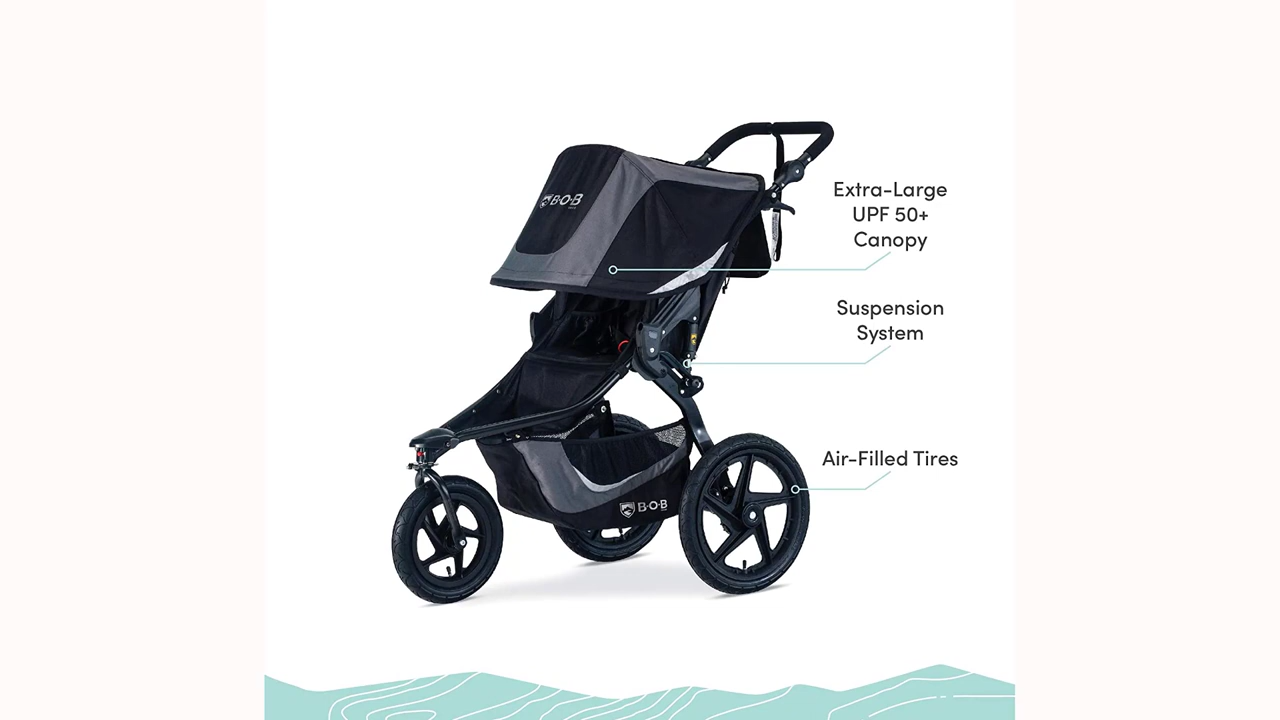 B·O·B
Extra-Large
UPF 50+
Canopy
Suspension
System
Air-Filled Tires
B·O·B